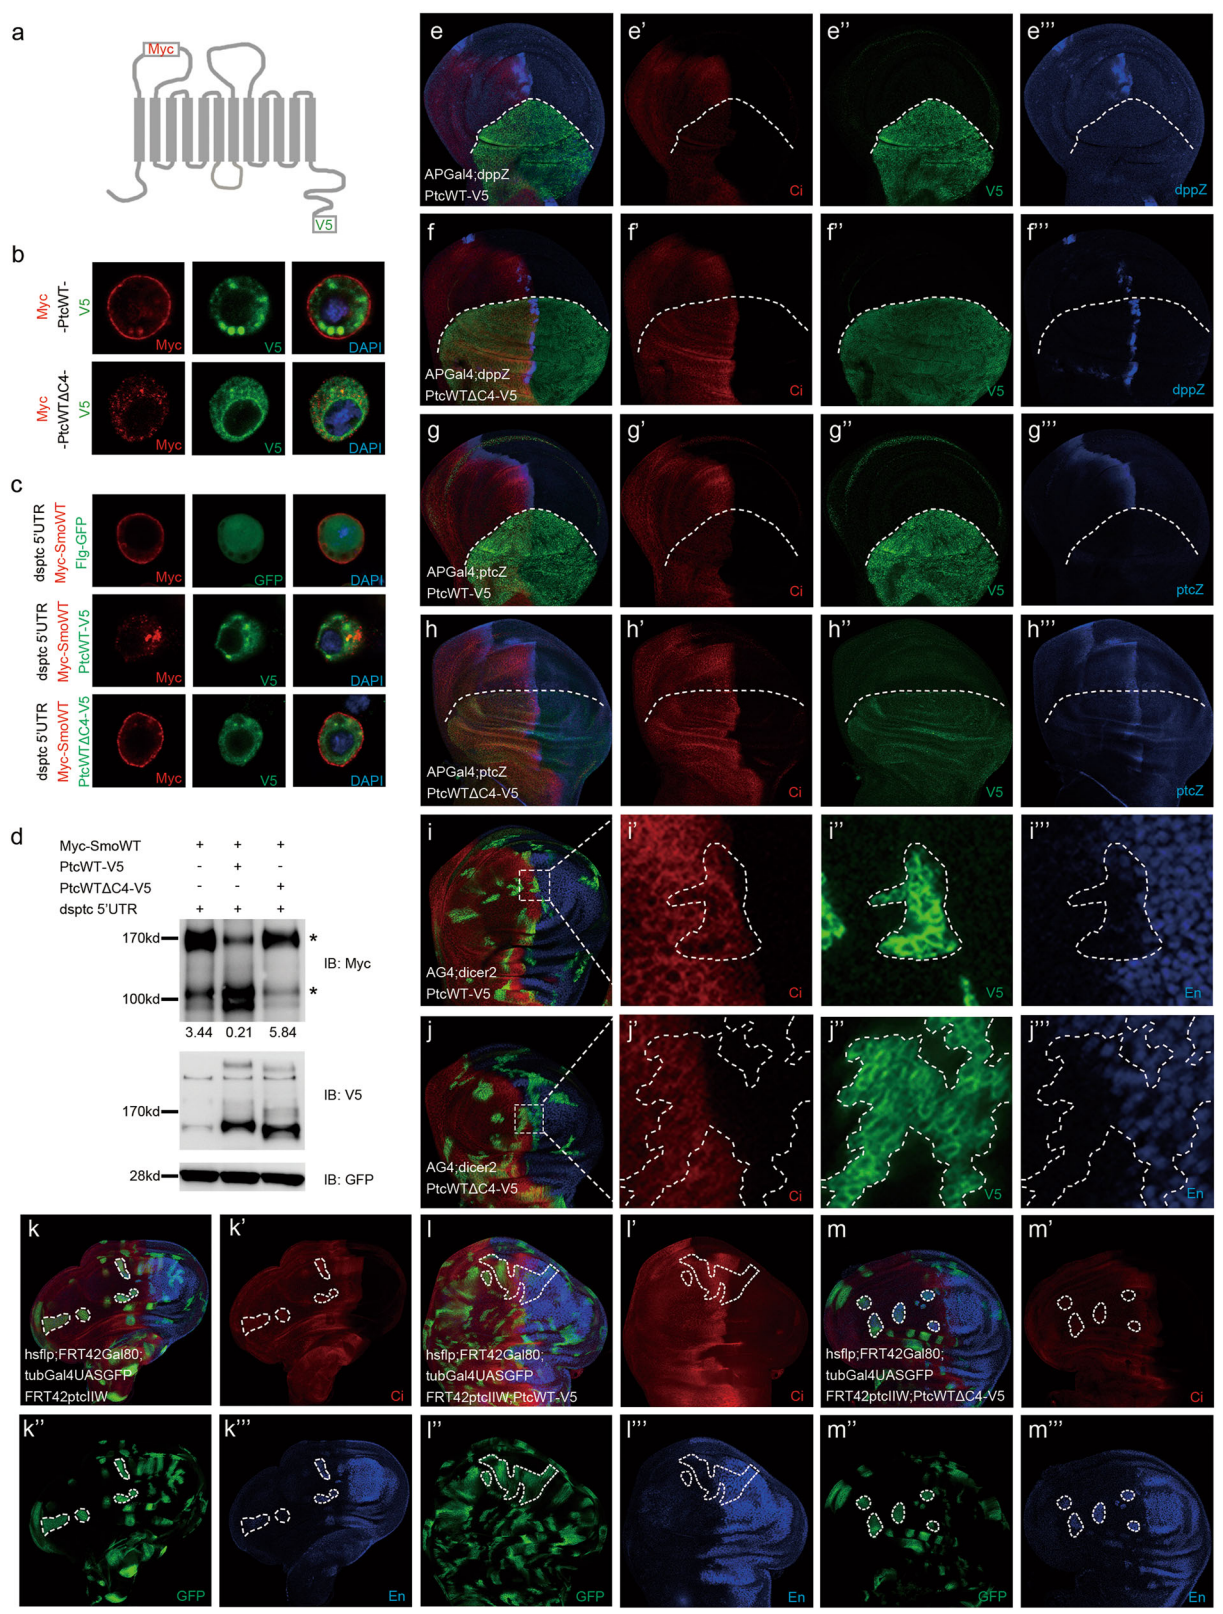 a
Myc
V5
b
Myc
-PtcWT-
V5
Myc
V5
DAPI
Myc
-PtcWTΔC4-
V5
Myc
V5
DAPI
c
dsptc 5'UTR
Myc-SmoWT
Flg-GFP
Myc
GFP
DAPI
dsptc 5'UTR
Myc-SmoWT
PtcWT-V5
Myc
V5
DAPI
dsptc 5'UTR
Myc-SmoWT
PtcWTΔC4-V5
Myc
V5
DAPI
d
Myc-SmoWT + + +
PtcWT-V5 - + -
PtcWTΔC4-V5 - - +
dsptc 5'UTR + + +
170kd
*
IB: Myc
100kd
*
3.44 0.21 5.84
IB: V5
170kd
28kd
IB: GFP
e
APGal4;dppZ
PtcWT-V5
e'
Ci
e''
V5
e'''
dppZ
f
APGal4;dppZ
PtcWTΔC4-V5
f'
Ci
f''
V5
f'''
dppZ
g
APGal4;ptcZ
PtcWT-V5
g'
Ci
g''
V5
g'''
ptcZ
h
APGal4;ptcZ
PtcWTΔC4-V5
h'
Ci
h''
V5
h'''
ptcZ
i
AG4;dicer2
PtcWT-V5
i'
Ci
i''
V5
i'''
En
j
AG4;dicer2
PtcWTΔC4-V5
j'
Ci
j''
V5
j'''
En
k
hsflp;FRT42Gal80;
tubGal4UASGFP
FRT42ptcIIW
k'
Ci
l
hsflp;FRT42Gal80;
tubGal4UASGFP
FRT42ptcIIW;PtcWT-V5
l'
m
hsflp;FRT42Gal80;
tubGal4UASGFP
FRT42ptcIIW;PtcWTΔC4-V5
m'
Ci
k''
GFP
k'''
En
l''
GFP
l'''
En
m''
GFP
m'''
En